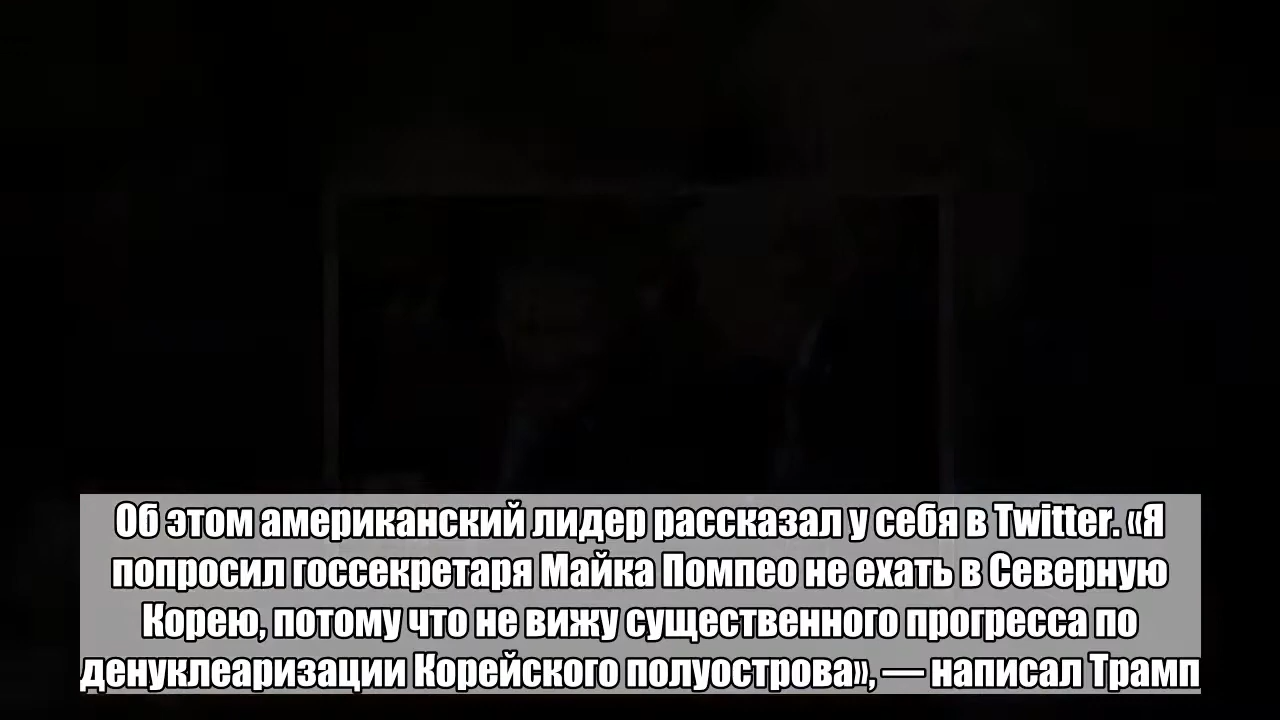 Об этом американский лидер рассказал у себя в Twitter. «Я
попросил госсекретаря Майка Помпео не ехать в Северную
Корею, потому что не вижу существенного прогресса по
денуклеаризации Корейского полуострова», — написал Трамп